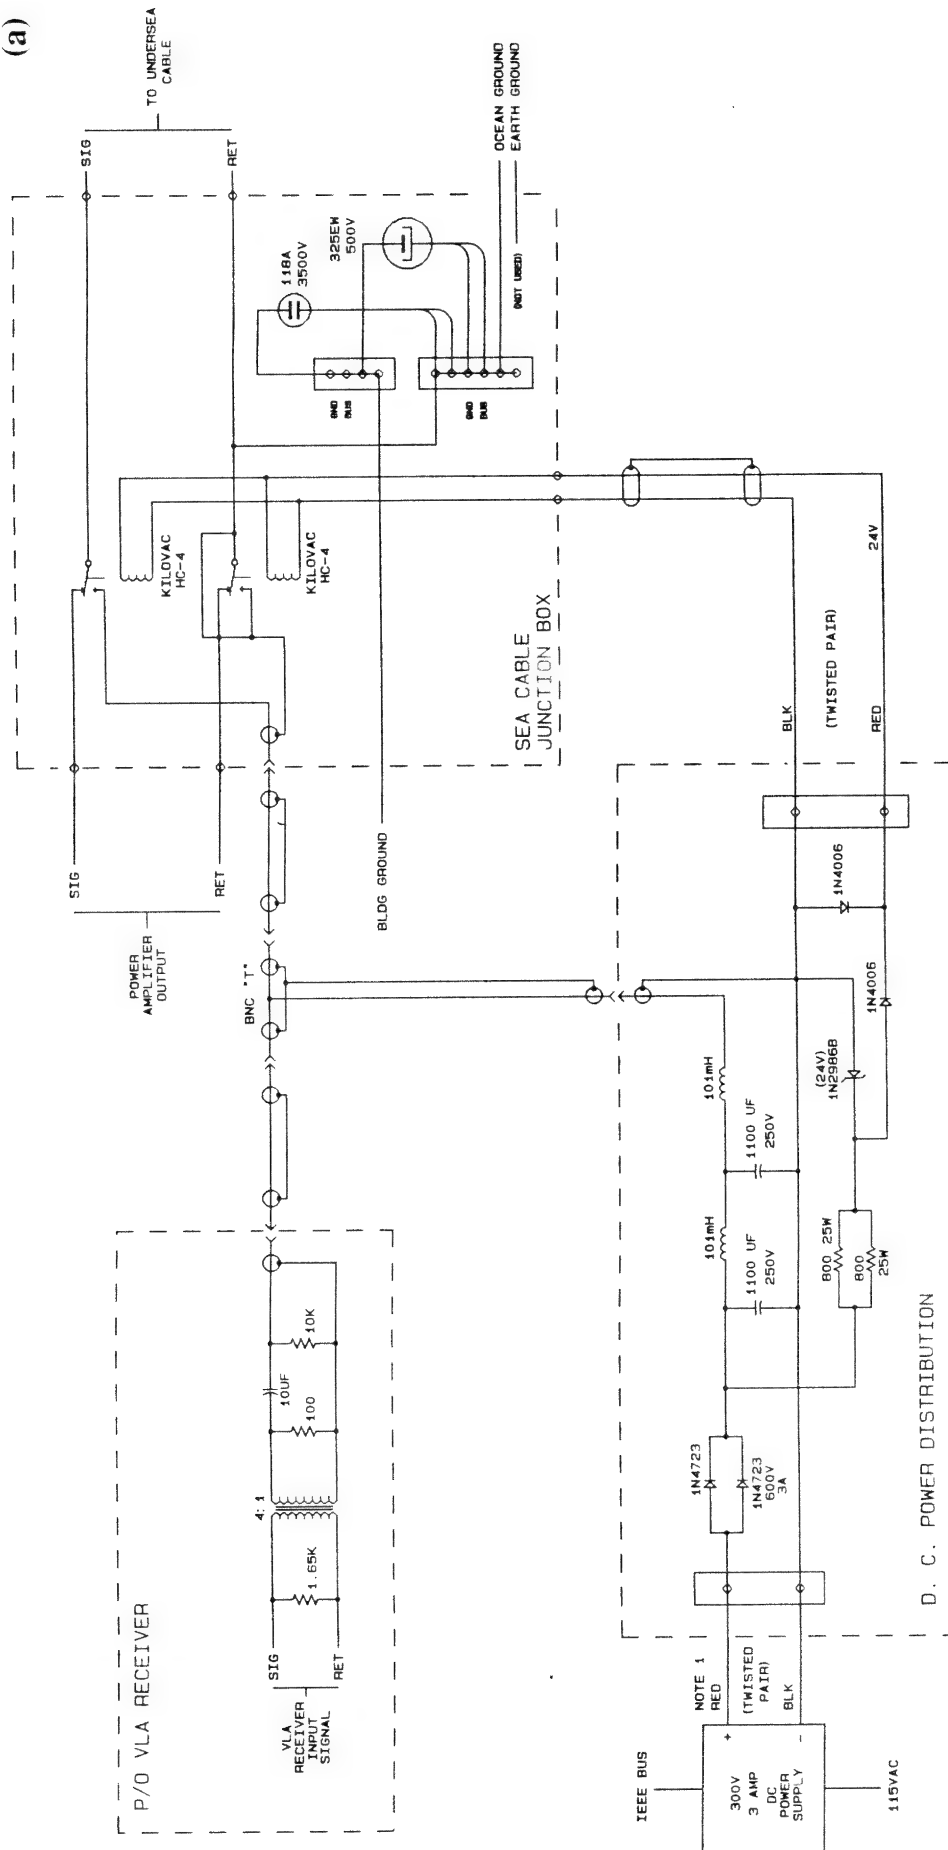 (a)
TO UNDERSEA
CABLE
SIG
RET
118A
3500V
325EW
500V
OCEAN GROUND
EARTH GROUND
(NOT USED)
GND
BUS
GND
BUS
KILOVAC
HC-4
KILOVAC
HC-4
SEA CABLE
JUNCTION BOX
SIG
RET
POWER
AMPLIFIER
OUTPUT
BLDG GROUND
BNC "T"
24V
(TWISTED PAIR)
BLK
RED
1N4006
1N4006
(24V)
1N2986B
101mH
1100 UF
250V
101mH
1100 UF
250V
800 25W
800
25W
1N4723
1N4723
600V
3A
D. C. POWER DISTRIBUTION
P/O VLA RECEIVER
10K
10UF
100
4:1
1.65K
SIG
RET
VLA
RECEIVER
INPUT
SIGNAL
NOTE 1
RED
(TWISTED
PAIR)
BLK
IEEE BUS
+
-
300V
3 AMP
DC
POWER
SUPPLY
115VAC